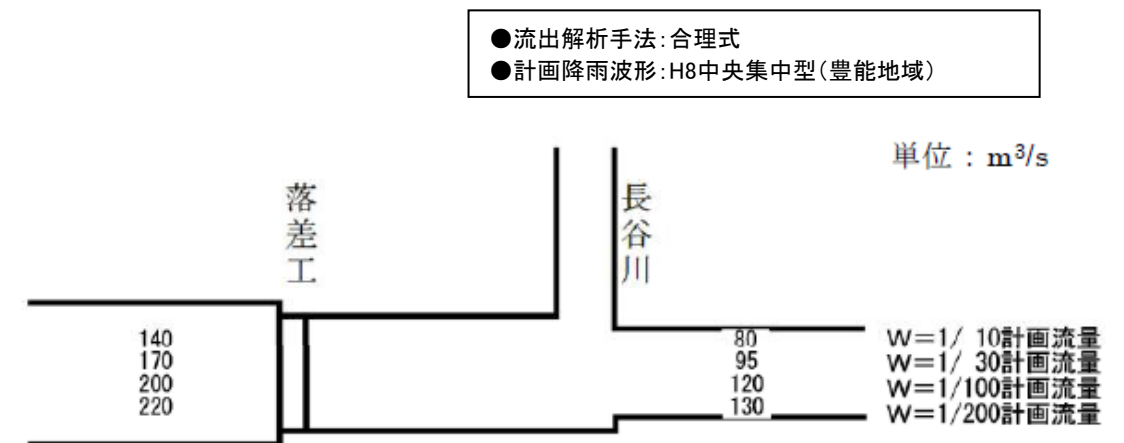 ●流出解析手法:合理式
●計画降雨波形:H8中央集中型(豊能地域)
単位:m³/s
落差工
長谷川
140
170
200
220
80
95
120
130
W=1/ 10計画流量
W=1/ 30計画流量
W=1/100計画流量
W=1/200計画流量